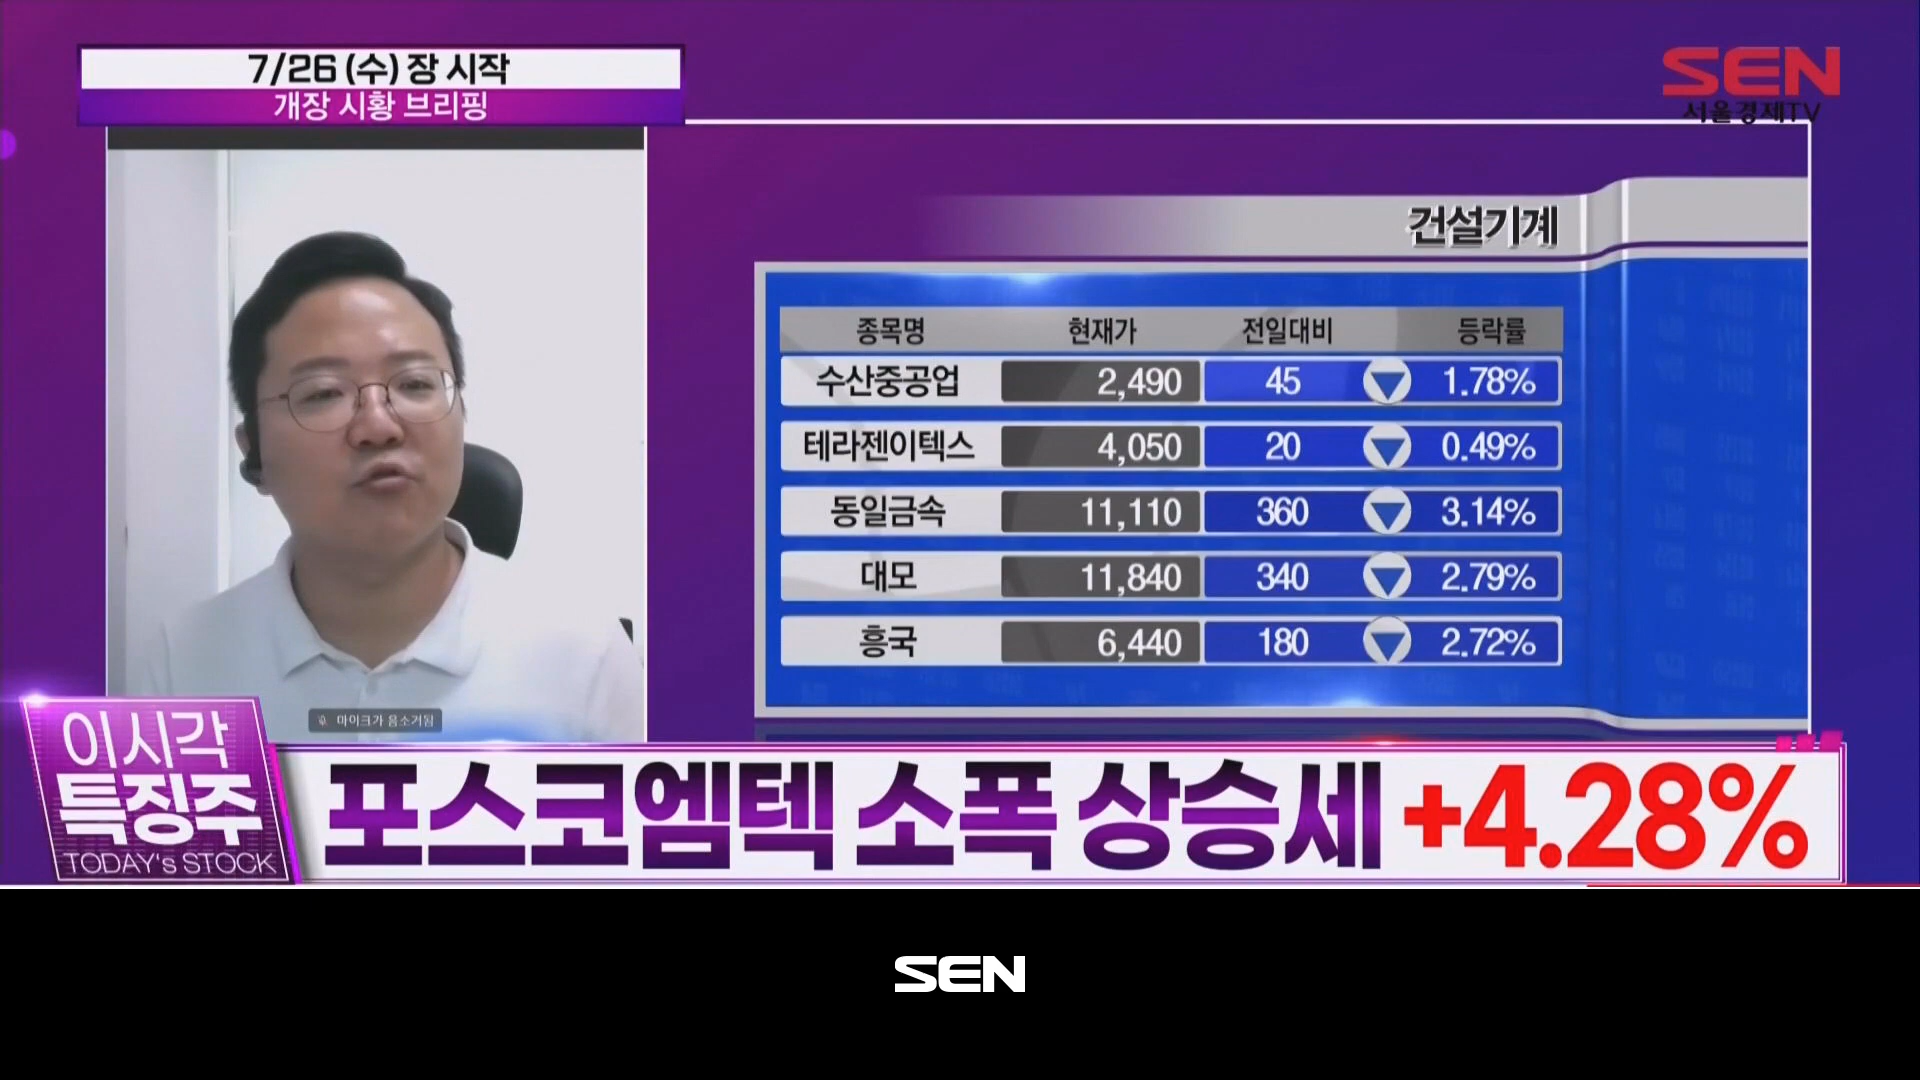 7/26 (수) 장 시작
개장 시황 브리핑
SEN
서울경제TV
건설기계
종목명 현재가 전일대비 등락률
수산중공업 2,490 45 ▼ 1.78%
테라젠이텍스 4,050 20 ▼ 0.49%
동일금속 11,110 360 ▼ 3.14%
대모 11,840 340 ▼ 2.79%
흥국 6,440 180 ▼ 2.72%
마이크가 음소거됨
이시각
특징주
TODAY's STOCK
포스코엠텍 소폭 상승세 +4.28%
SEN